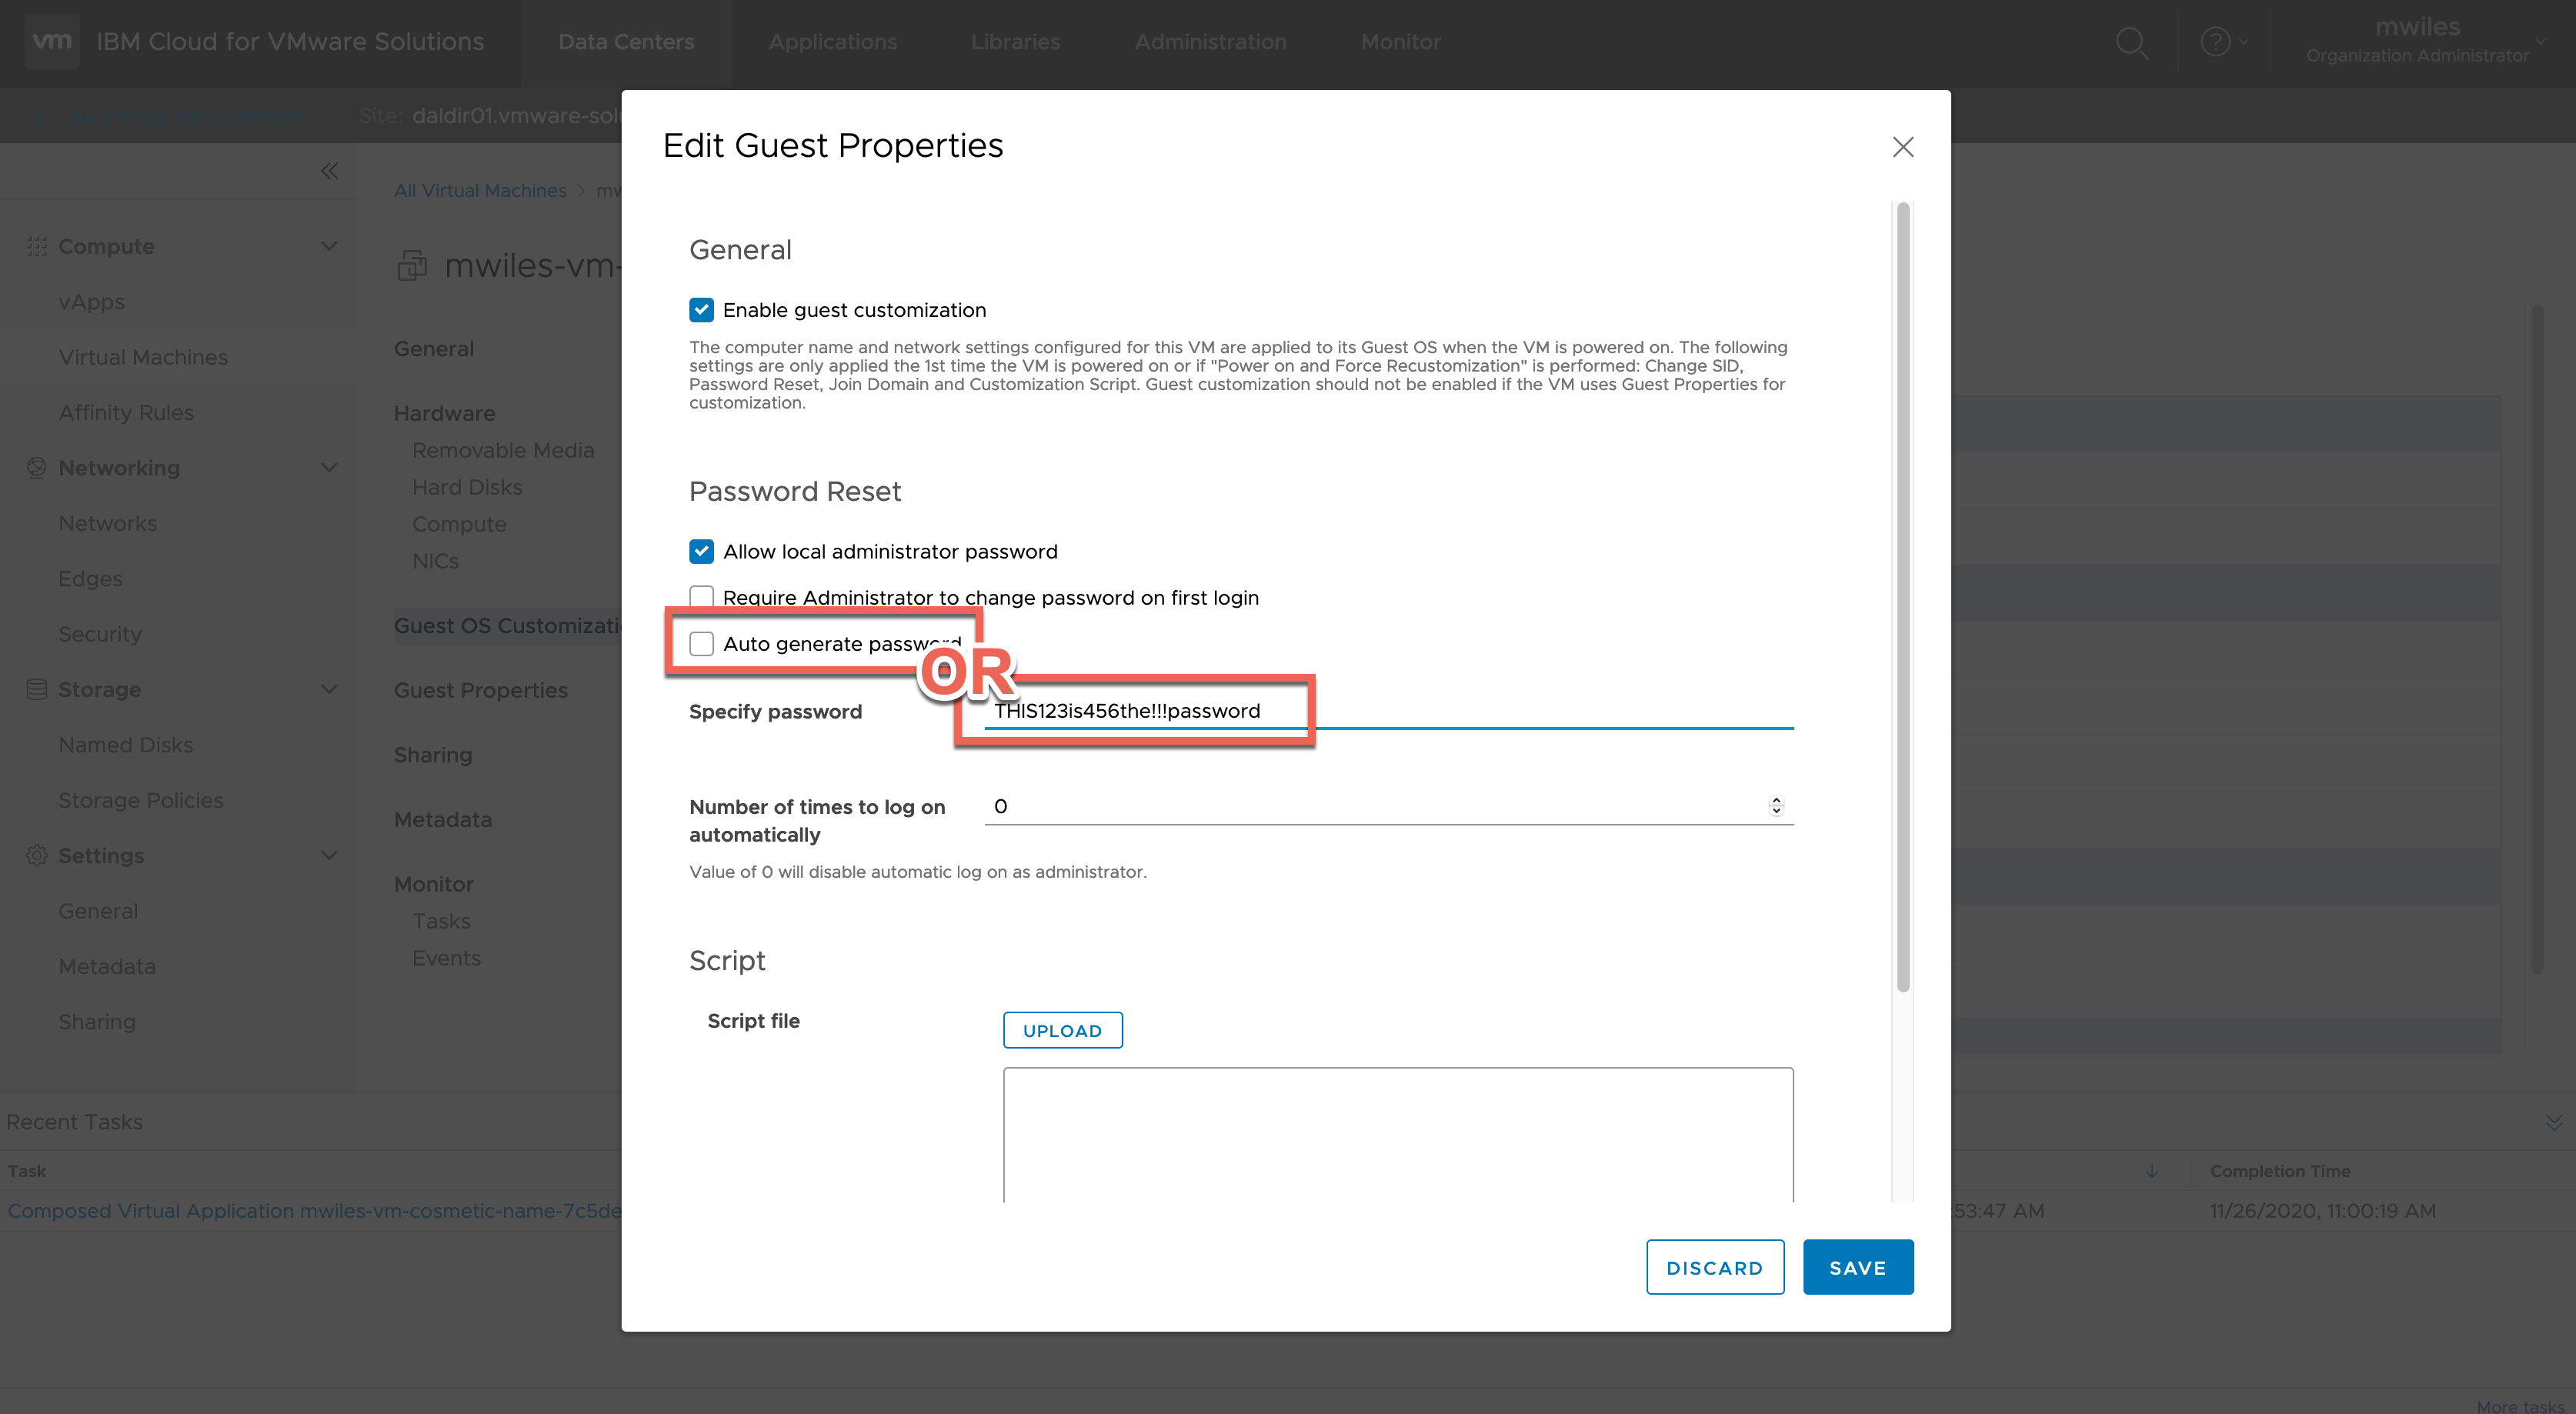 vm
IBM Cloud for VMware Solutions
Data Centers
Applications
Libraries
Administration
Monitor
mwiles
Organization Administrator
Site: daldir01.vmware-sol
All Virtual Machines > mw
mwiles-vm-
Compute
vApps
Virtual Machines
Affinity Rules
Networking
Networks
Edges
Security
Storage
Named Disks
Storage Policies
Settings
General
Metadata
Sharing
General
Hardware
Removable Media
Hard Disks
Compute
NICs
Guest OS Customizati
Guest Properties
Sharing
Metadata
Monitor
Tasks
Events
Edit Guest Properties
General
Enable guest customization
The computer name and network settings configured for this VM are applied to its Guest OS when the VM is powered on. The following
settings are only applied the 1st time the VM is powered on or if "Power on and Force Recustomization" is performed: Change SID,
Password Reset, Join Domain and Customization Script. Guest customization should not be enabled if the VM uses Guest Properties for
customization.
Password Reset
Allow local administrator password
Require Administrator to change password on first login
Auto generate password
OR
Specify password
THIS123is456the!!!password
Number of times to log on
automatically
0
Value of 0 will disable automatic log on as administrator.
Script
Script file
UPLOAD
DISCARD
SAVE
Recent Tasks
Task
Completion Time
Composed Virtual Application mwiles-vm-cosmetic-name-7c5de
:53:47 AM
11/26/2020, 11:00:19 AM
More tasks